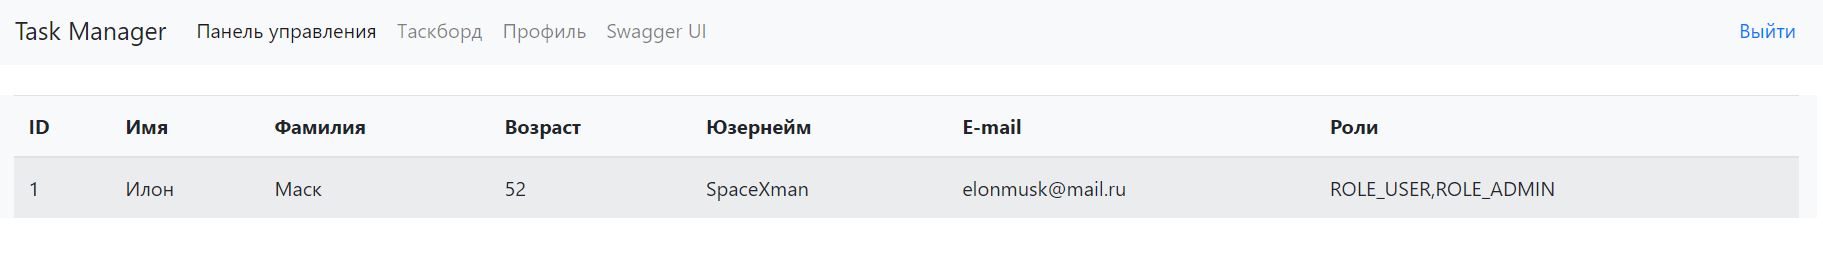 Task Manager Панель управления Таскборд Профиль Swagger UI Выйти
ID Имя Фамилия Возраст Юзернейм E-mail Роли
1 Илон Маск 52 SpaceXman elonmusk@mail.ru ROLE_USER,ROLE_ADMIN